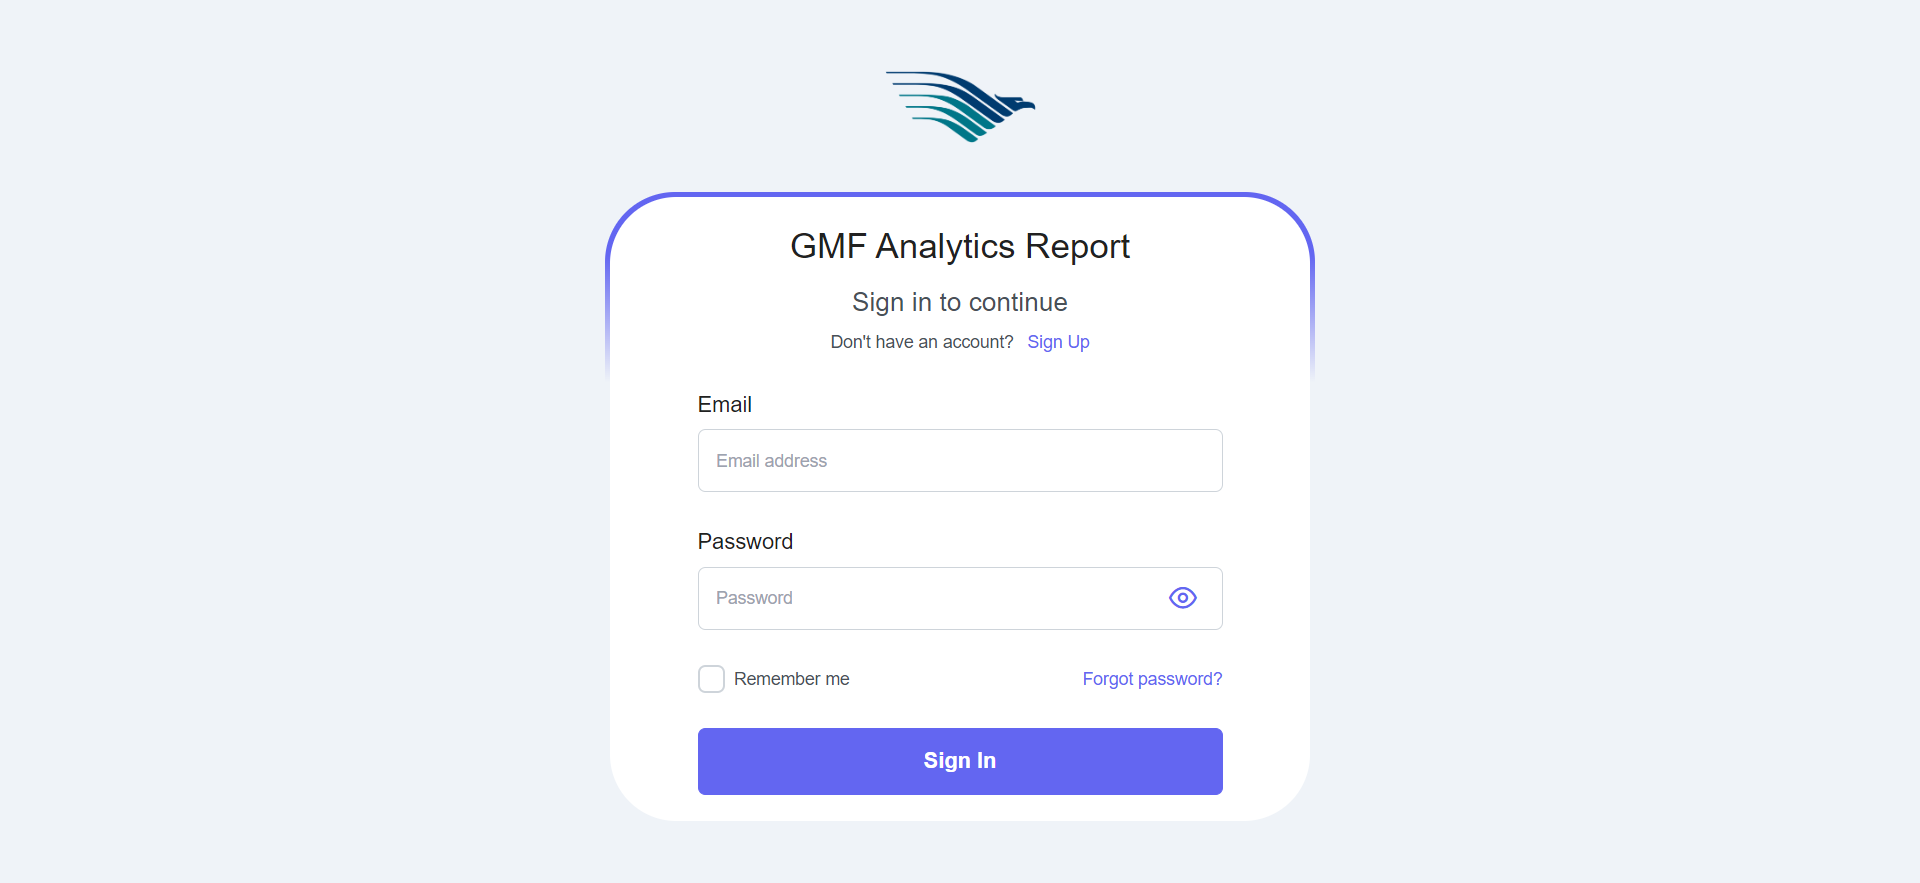 GMF Analytics Report
Sign in to continue
Don't have an account? Sign Up
Email
Email address
Password
Password
Remember me Forgot password?
Sign In